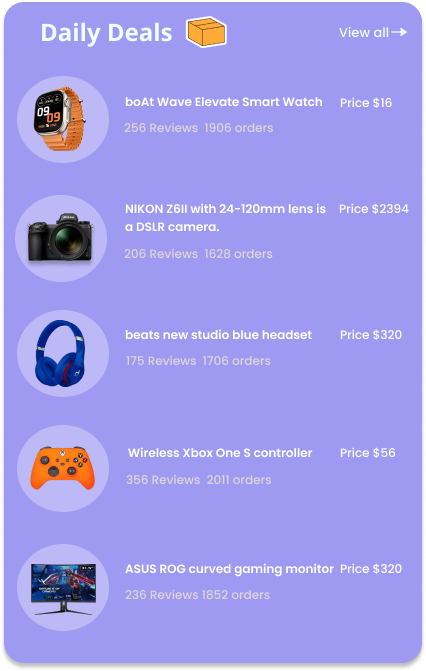 Daily Deals
View all
boAt Wave Elevate Smart Watch Price $16
256 Reviews 1906 orders
NIKON Z6II with 24-120mm lens is Price $2394
a DSLR camera.
206 Reviews 1628 orders
beats new studio blue headset Price $320
175 Reviews 1706 orders
Wireless Xbox One S controller Price $56
356 Reviews 2011 orders
ASUS ROG curved gaming monitor Price $320
236 Reviews 1852 orders